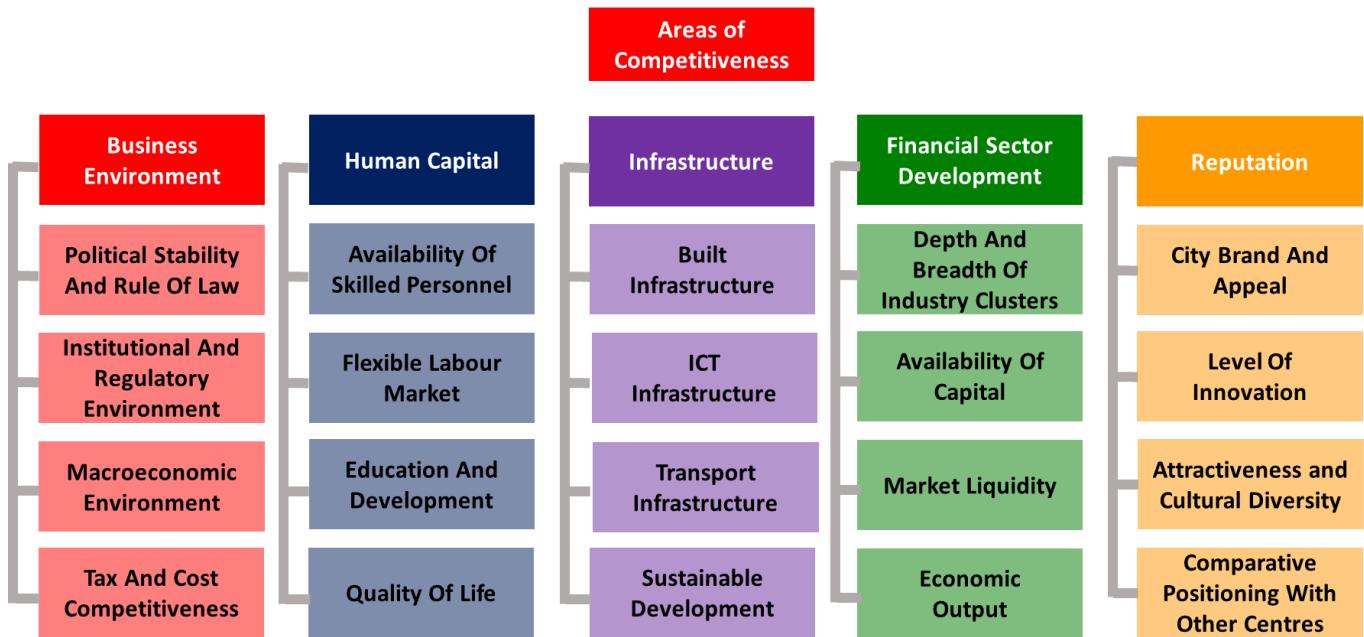 Areas of
Competitiveness
Business
Environment
Political Stability
And Rule Of Law
Institutional And
Regulatory
Environment
Macroeconomic
Environment
Tax And Cost
Competitiveness
Human Capital
Availability Of
Skilled Personnel
Flexible Labour
Market
Education And
Development
Quality Of Life
Infrastructure
Built
Infrastructure
ICT
Infrastructure
Transport
Infrastructure
Sustainable
Development
Financial Sector
Development
Depth And
Breadth Of
Industry Clusters
Availability Of
Capital
Market Liquidity
Economic
Output
Reputation
City Brand And
Appeal
Level Of
Innovation
Attractiveness and
Cultural Diversity
Comparative
Positioning With
Other Centres